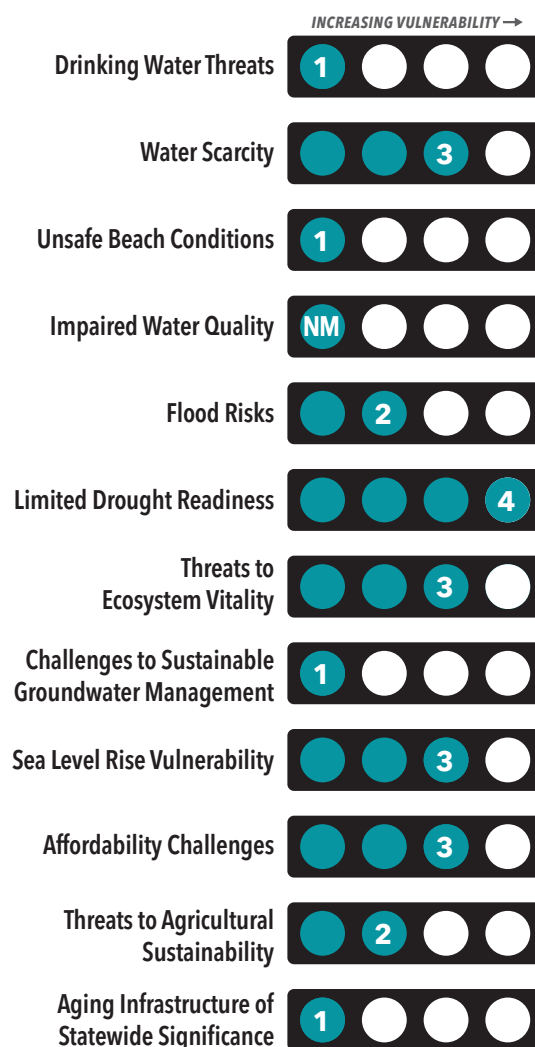 INCREASING VULNERABILITY →
Drinking Water Threats 1
Water Scarcity 3
Unsafe Beach Conditions 1
Impaired Water Quality NM
Flood Risks 2
Limited Drought Readiness 4
Threats to
Ecosystem Vitality 3
Challenges to Sustainable
Groundwater Management 1
Sea Level Rise Vulnerability 3
Affordability Challenges 3
Threats to Agricultural
Sustainability 2
Aging Infrastructure of
Statewide Significance 1